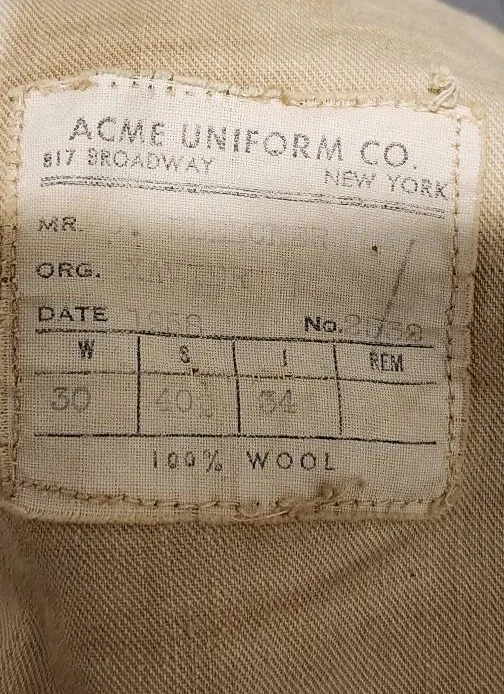 ACME UNIFORM CO.
817 BROADWAY
NEW YORK
MR.
ORG.
DATE No.
W S I REM
30 40½ 34
100% WOOL